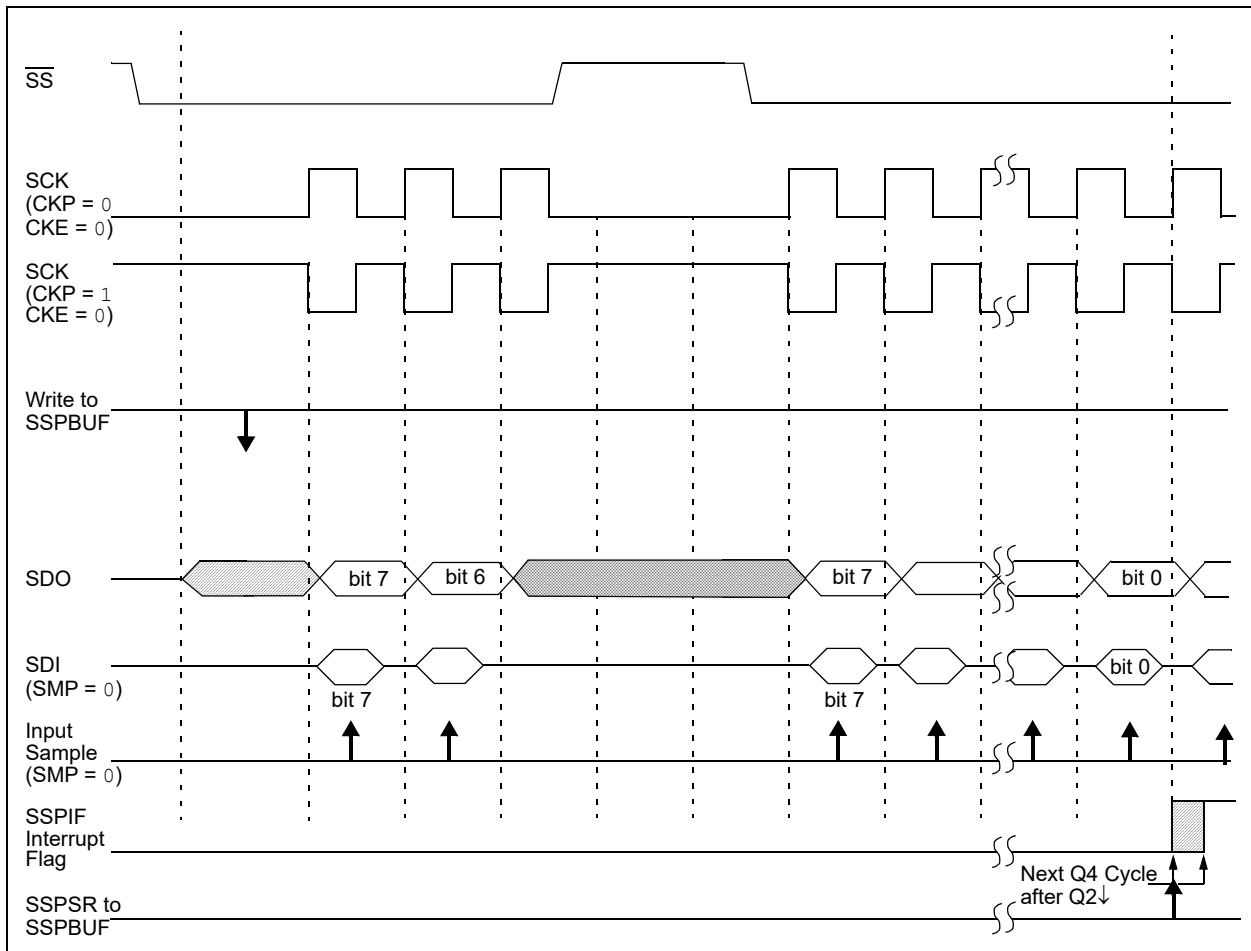 SS
SCK
(CKP = 0
CKE = 0)
SCK
(CKP = 1
CKE = 0)
Write to
SSPBUF
SDO
bit 7
bit 6
bit 7
bit 0
SDI
(SMP = 0)
bit 7
bit 7
bit 0
Input
Sample
(SMP = 0)
SSPIF
Interrupt
Flag
Next Q4 Cycle
after Q2↓
SSPSR to
SSPBUF